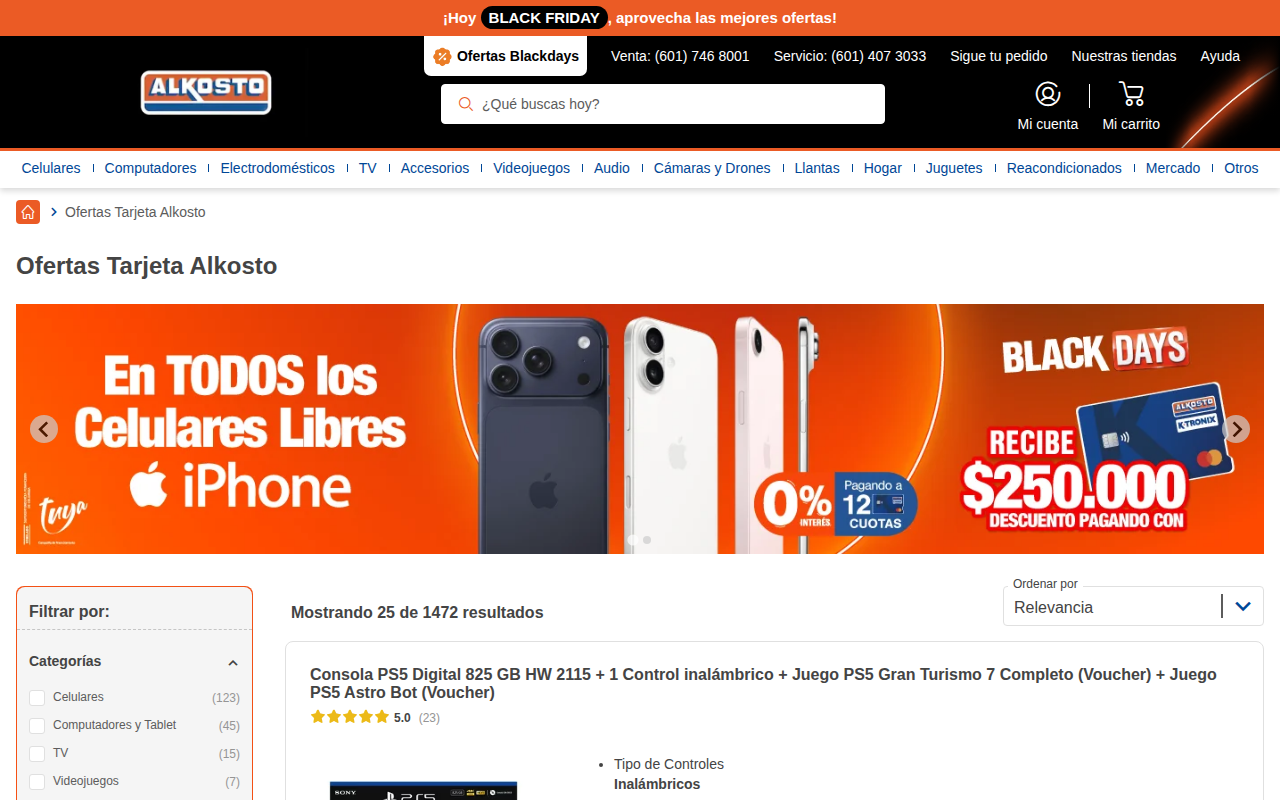 ¡Hoy BLACK FRIDAY, aprovecha las mejores ofertas!
Ofertas Blackdays
Venta: (601) 746 8001
Servicio: (601) 407 3033
Sigue tu pedido
Nuestras tiendas
Ayuda
ALKOSTO
¿Qué buscas hoy?
Mi cuenta
Mi carrito
Celulares
Computadores
Electrodomésticos
TV
Accesorios
Videojuegos
Audio
Cámaras y Drones
Llantas
Hogar
Juguetes
Reacondicionados
Mercado
Otros
Ofertas Tarjeta Alkosto
Ofertas Tarjeta Alkosto
En TODOS los
Celulares Libres
iPhone
tuya
0% INTERÉS
Pagando a
12
CUOTAS
BLACK DAYS
ALKOSTO
K-TRONIX
RECIBE
$250.000
DESCUENTO PAGANDO CON
Filtrar por:
Categorías
Celulares (123)
Computadores y Tablet (45)
TV (15)
Videojuegos (7)
Mostrando 25 de 1472 resultados
Ordenar por
Relevancia
Consola PS5 Digital 825 GB HW 2115 + 1 Control inalámbrico + Juego PS5 Gran Turismo 7 Completo (Voucher) + Juego
PS5 Astro Bot (Voucher)
5.0 (23)
Tipo de Controles
Inalámbricos
SONY
PS5